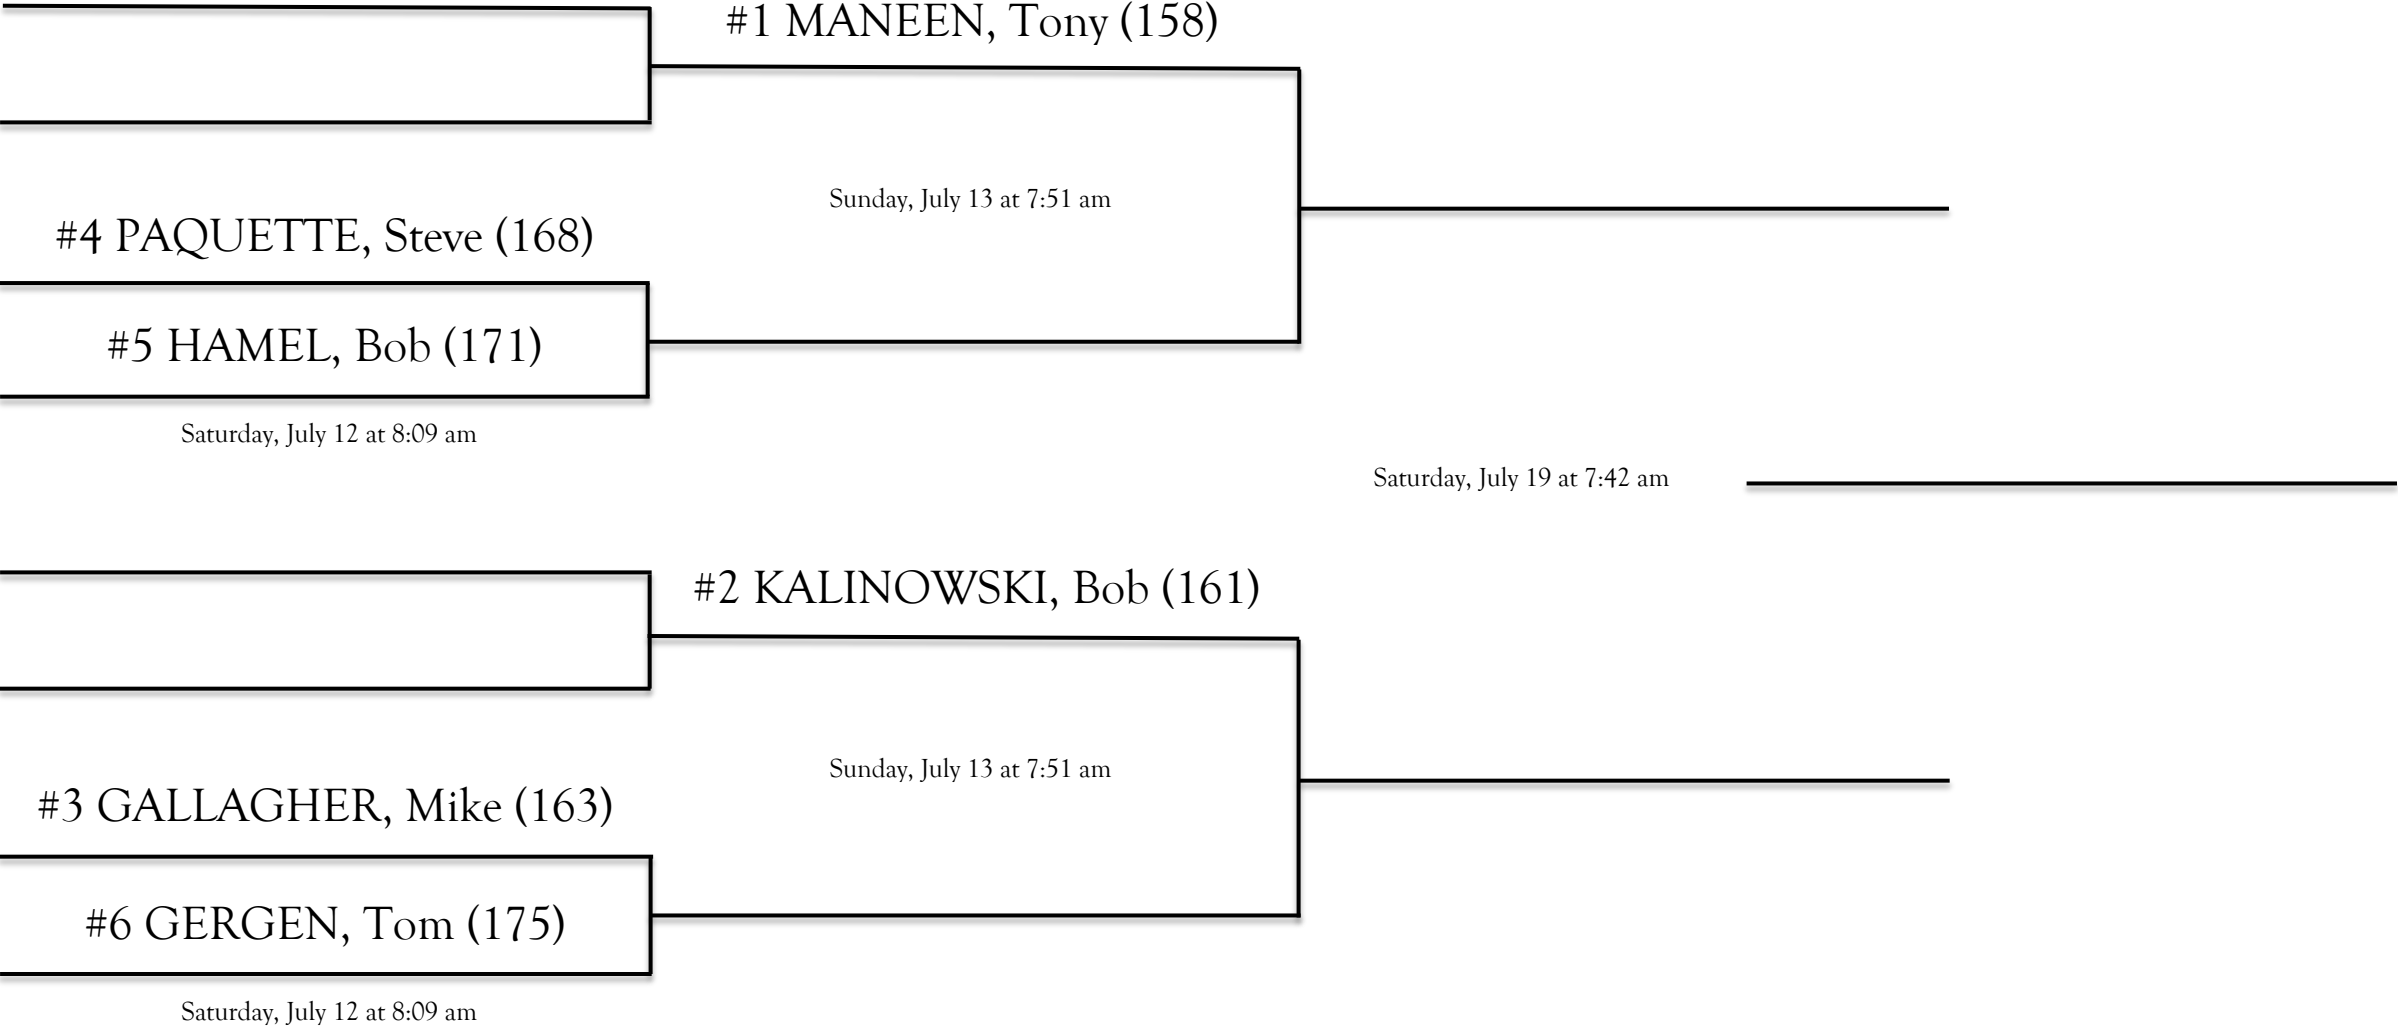 #1 MANEEN, Tony (158)
Sunday, July 13 at 7:51 am
#4 PAQUETTE, Steve (168)
#5 HAMEL, Bob (171)
Saturday, July 12 at 8:09 am
Saturday, July 19 at 7:42 am
#2 KALINOWSKI, Bob (161)
Sunday, July 13 at 7:51 am
#3 GALLAGHER, Mike (163)
#6 GERGEN, Tom (175)
Saturday, July 12 at 8:09 am